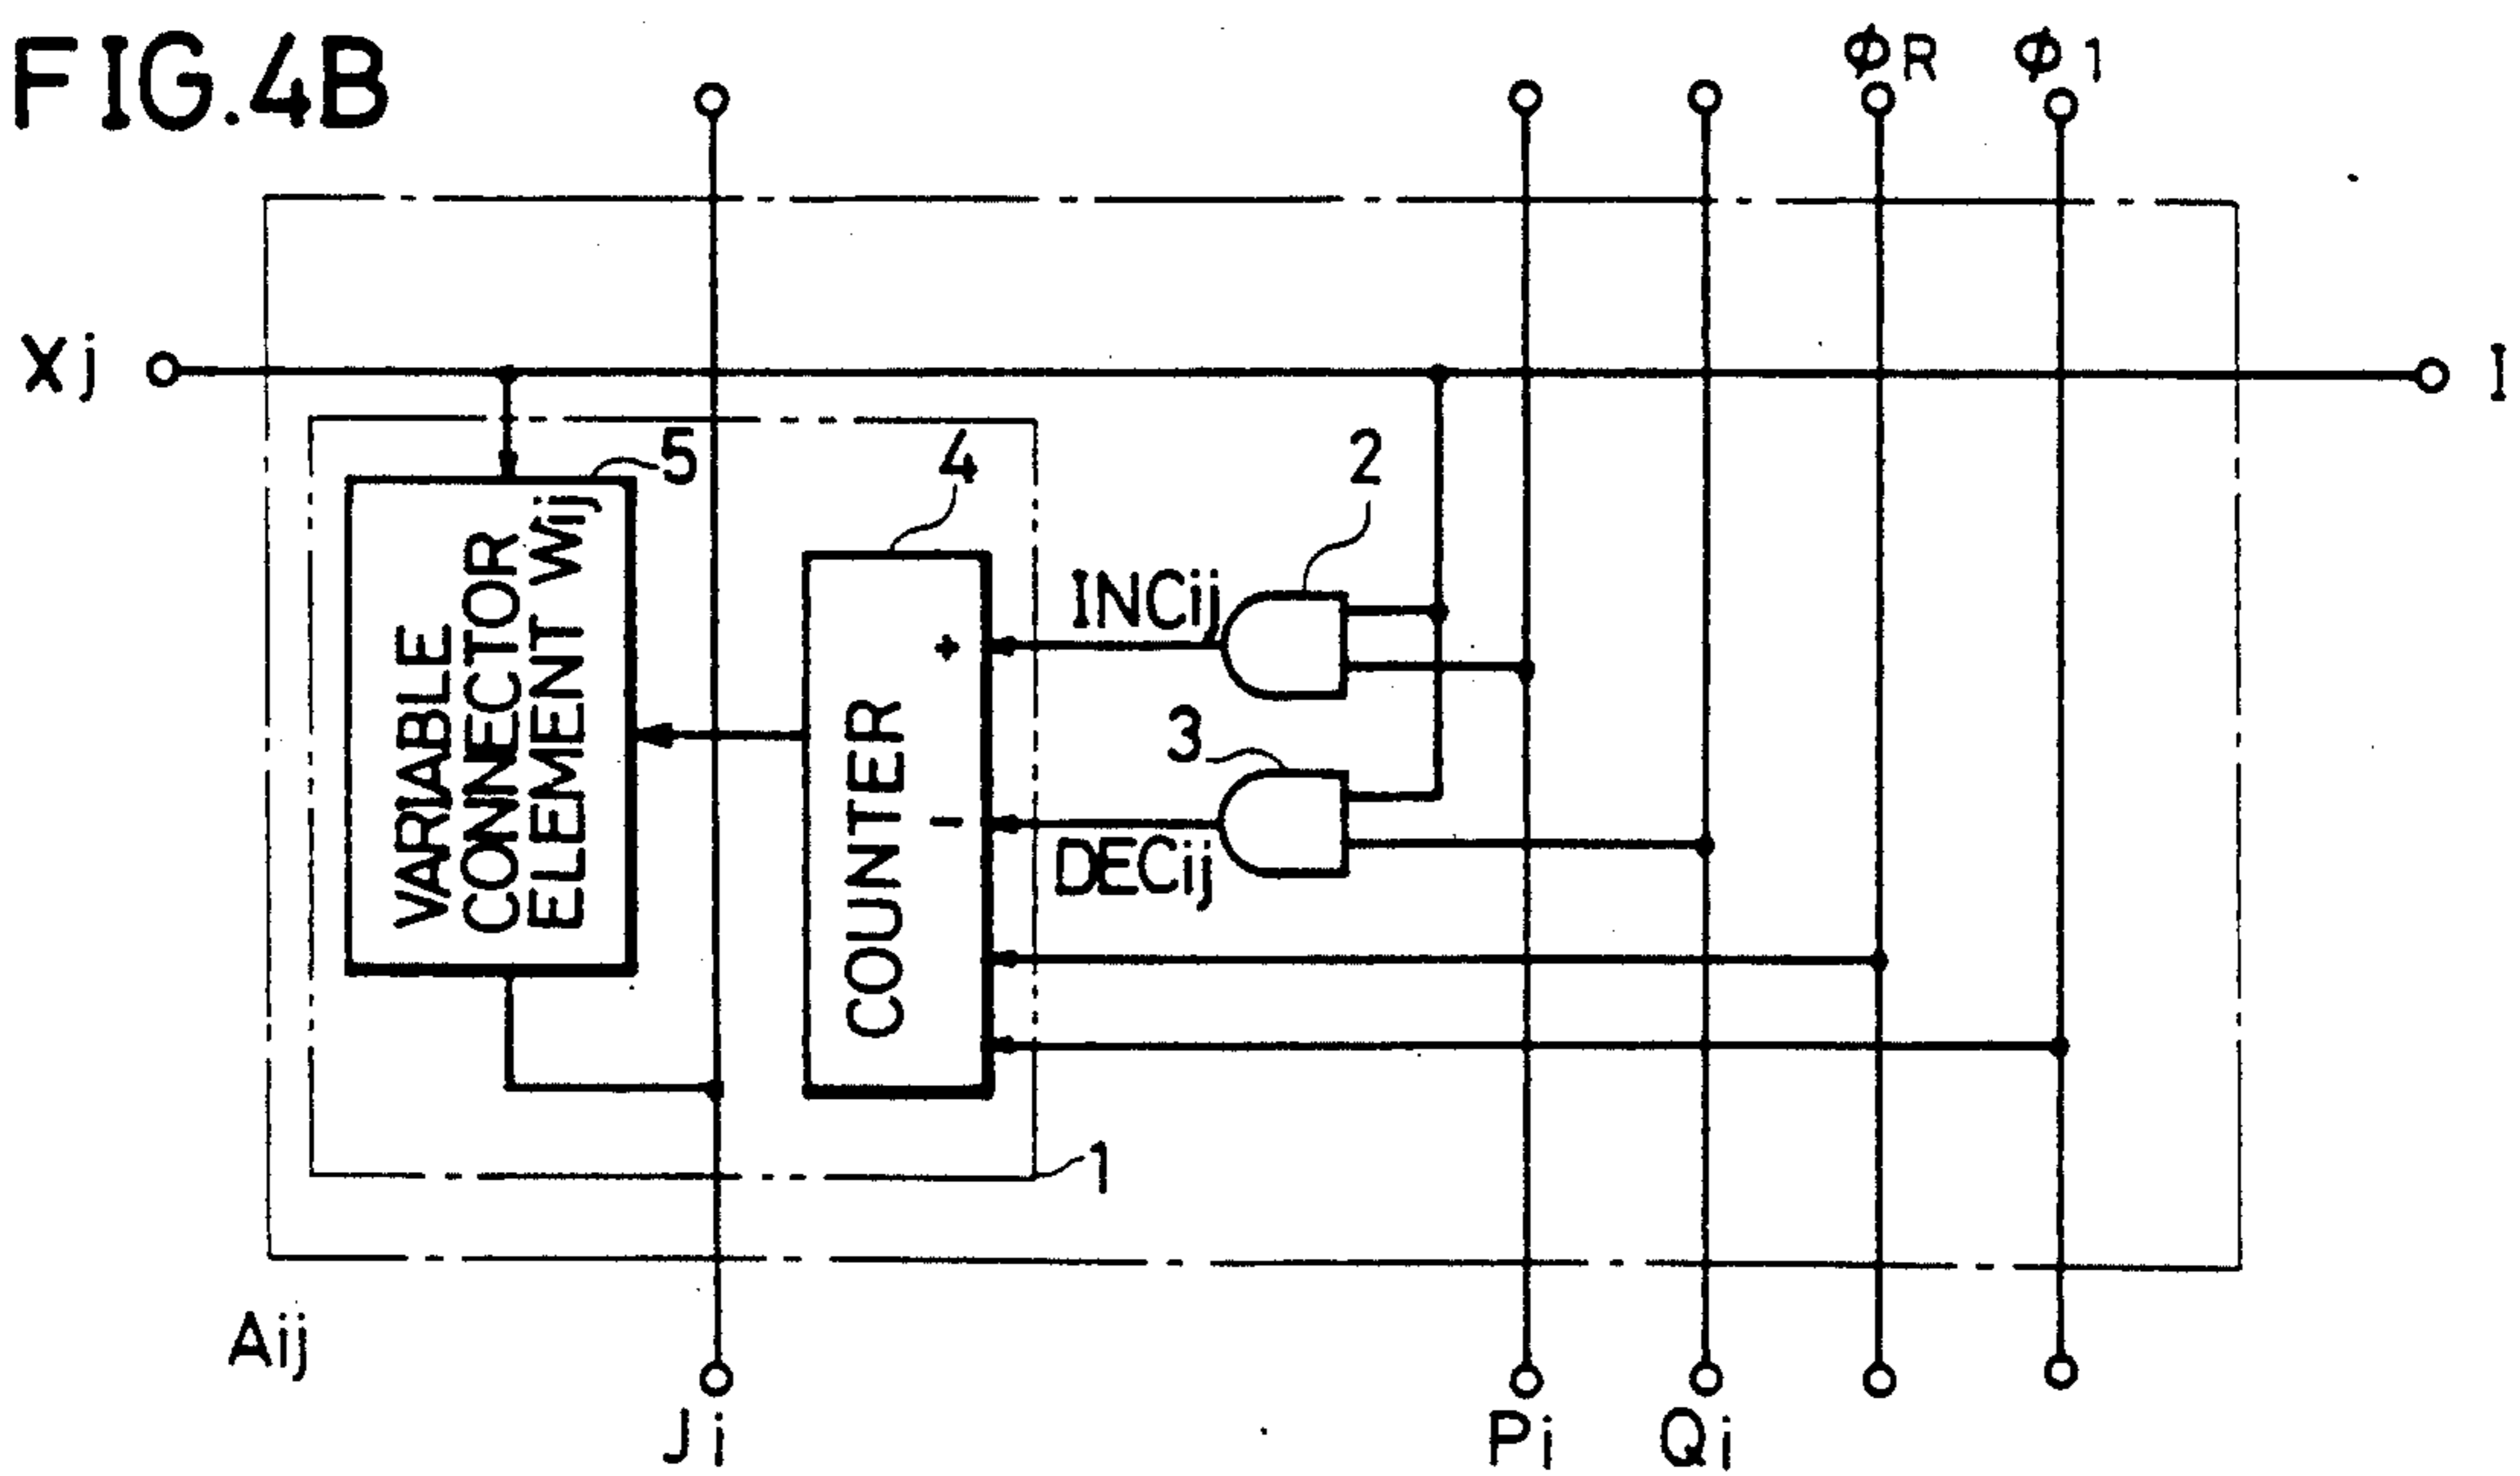 FIG.4B
ΦR
Φ1
Xj
I
5
4
2
VARIABLE
CONNECTOR
ELEMENT Wij
COUNTER
+
INCij
3
−
DECij
1
Aij
Ji
Pi
Qi